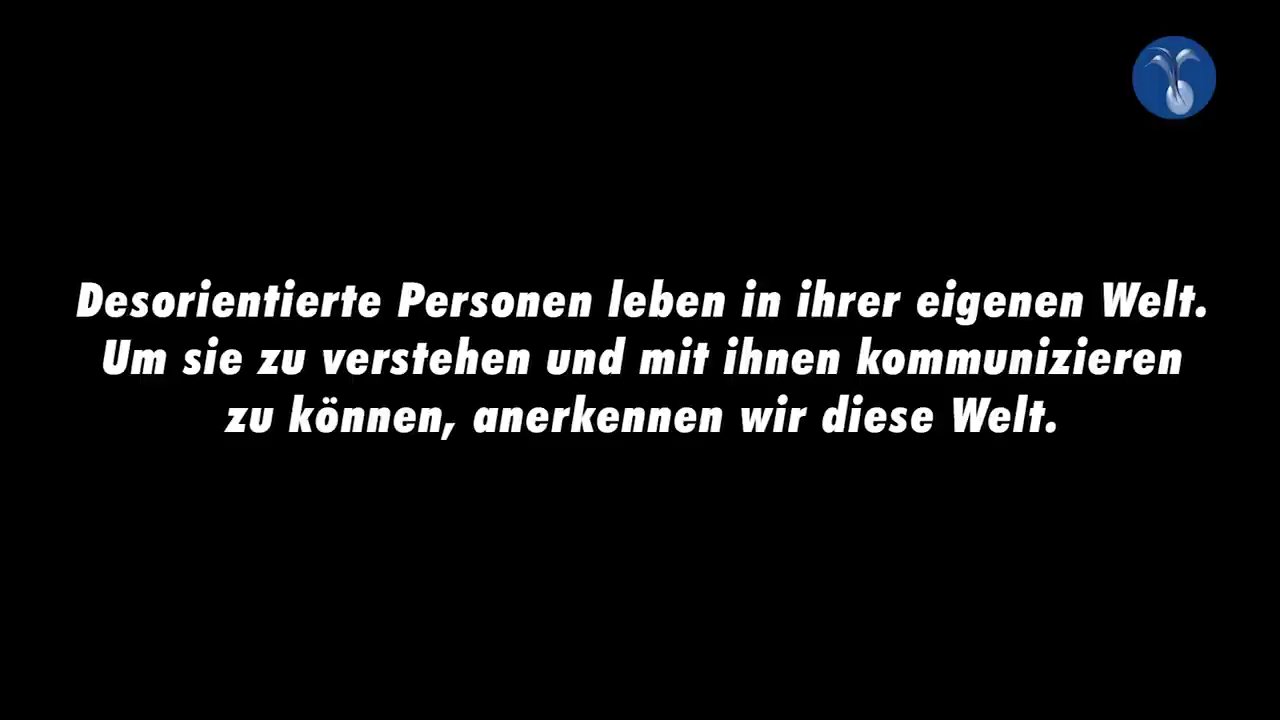 Desorientierte Personen leben in ihrer eigenen Welt.
Um sie zu verstehen und mit ihnen kommunizieren
zu können, anerkennen wir diese Welt.